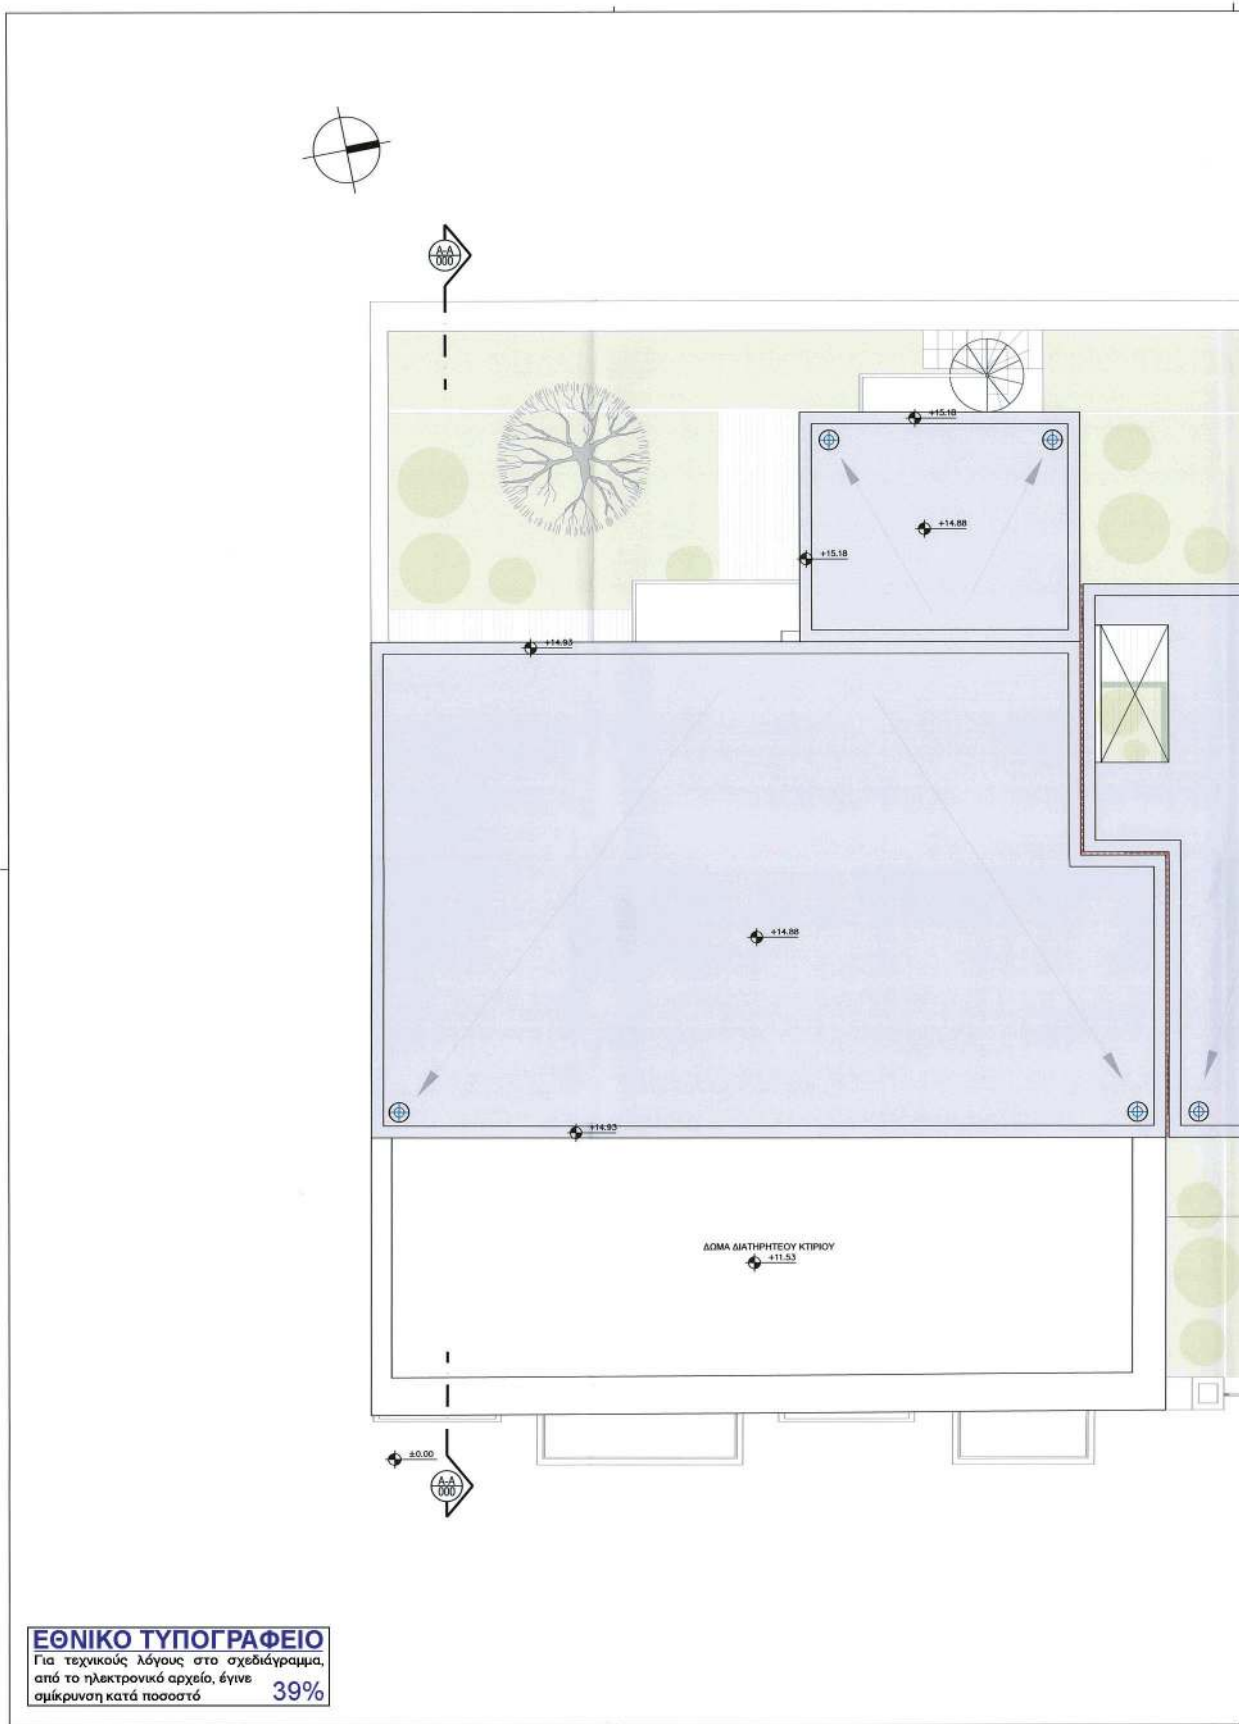 A-A
000
+15.18
+14.88
+15.18
+14.93
+14.88
+14.93
ΔΩΜΑ ΔΙΑΤΗΡΗΤΕΟΥ ΚΤΙΡΙΟΥ
+11.53
±0.00
A-A
000
ΕΘΝΙΚΟ ΤΥΠΟΓΡΑΦΕΙΟ
Για τεχνικούς λόγους στο σχεδιάγραμμα,
από το ηλεκτρονικό αρχείο, έγινε
σμίκρυνση κατά ποσοστό 39%